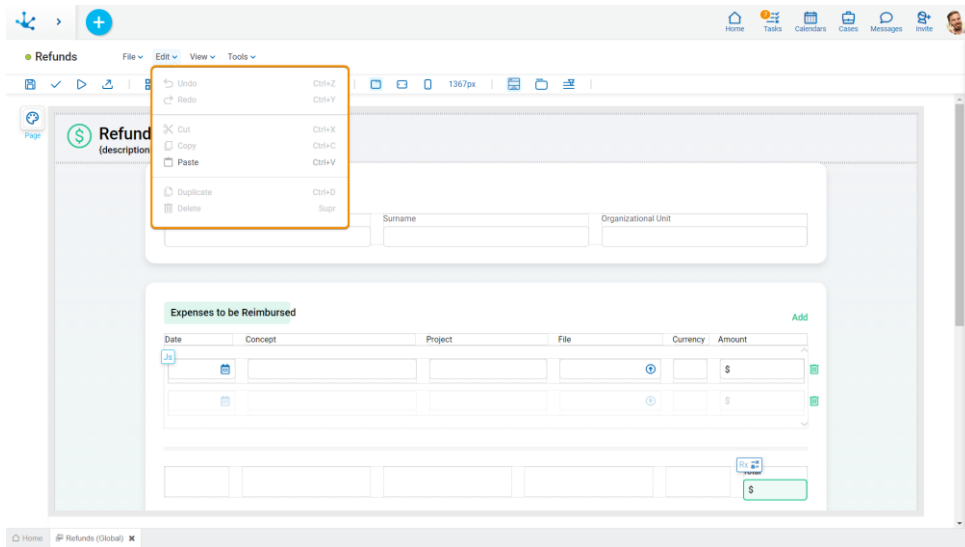 Home
Tasks
7
Calendars
Cases
Messages
Invite
Refunds
File
Edit
View
Tools
1367px
Page
Undo Ctrl+Z
Redo Ctrl+Y
Cut Ctrl+X
Copy Ctrl+C
Paste Ctrl+V
Duplicate Ctrl+D
Delete Supr
$ Refund
{description
Surname
Organizational Unit
Expenses to be Reimbursed
Add
Date Concept Project File Currency Amount
Js
$
$
Rx
Total
$
Home
Refunds (Global)